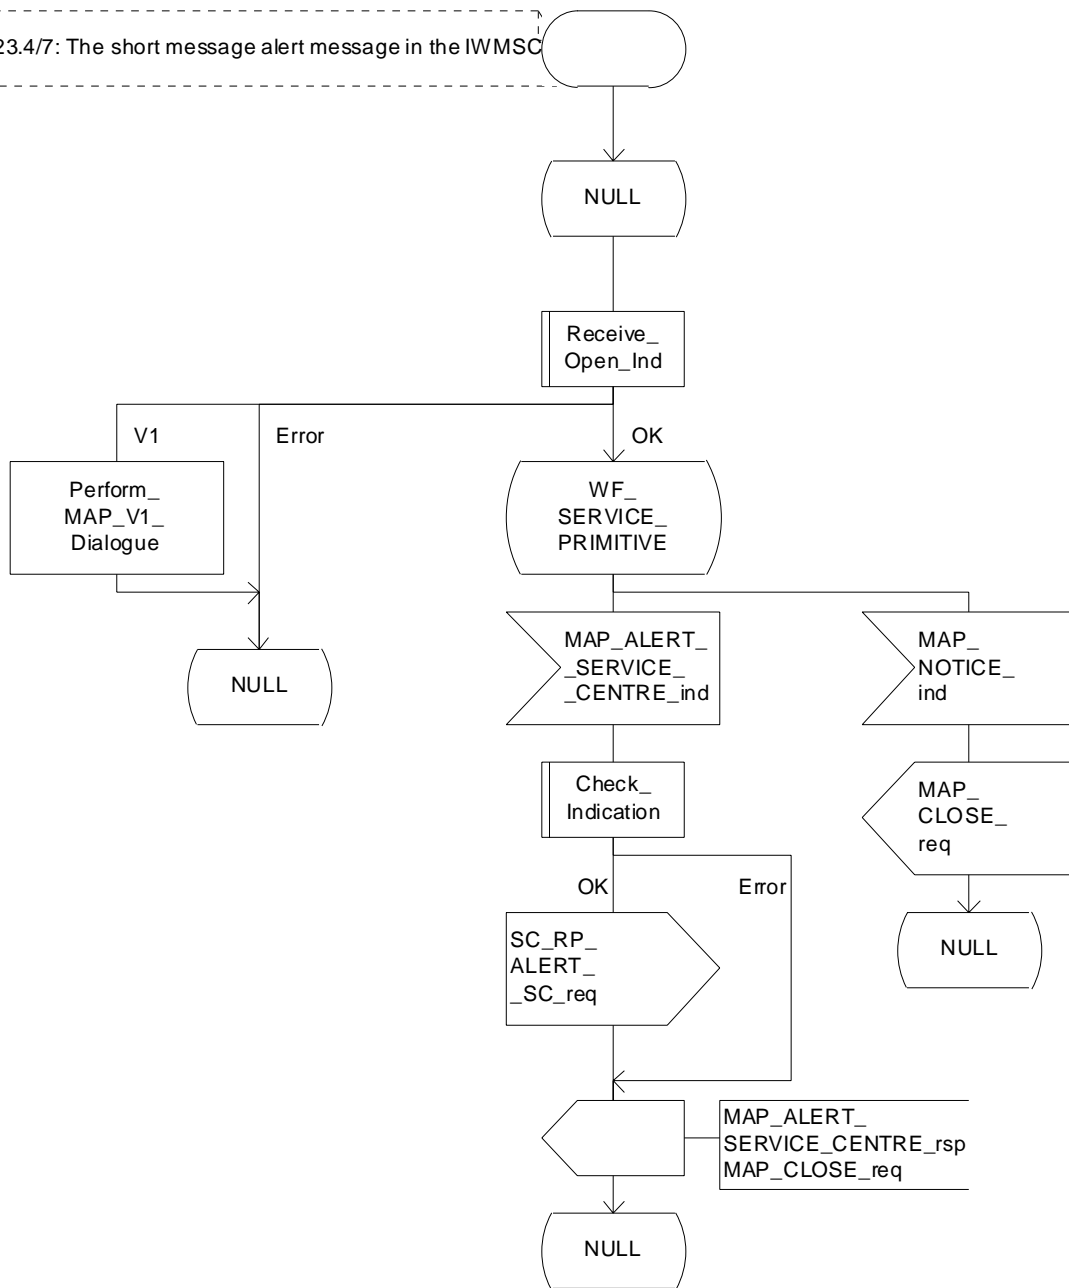 23.4/7: The short message alert message in the IWMSC
NULL
Receive_
Open_Ind
V1
Error
OK
Perform_
MAP_V1_
Dialogue
WF_
SERVICE_
PRIMITIVE
NULL
MAP_ALERT_
_SERVICE_
_CENTRE_ind
MAP_
NOTICE_
ind
Check_
Indication
MAP_
CLOSE_
req
OK
Error
SC_RP_
ALERT_
_SC_req
NULL
MAP_ALERT_
SERVICE_CENTRE_rsp
MAP_CLOSE_req
NULL